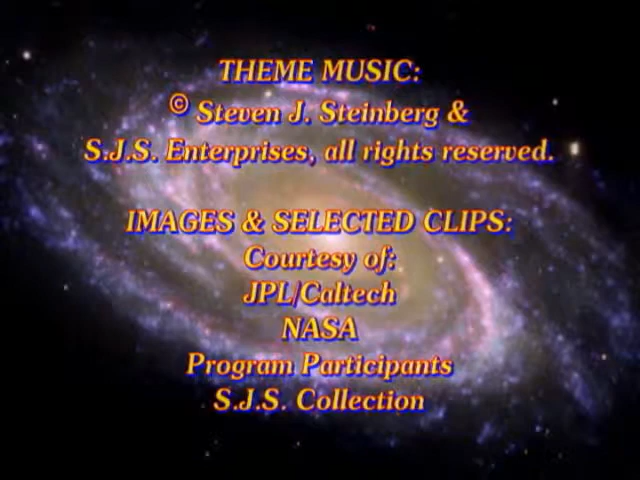 THEME MUSIC:
© Steven J. Steinberg &
S.J.S. Enterprises, all rights reserved.
IMAGES & SELECTED CLIPS:
Courtesy of:
JPL/Caltech
NASA
Program Participants
S.J.S. Collection